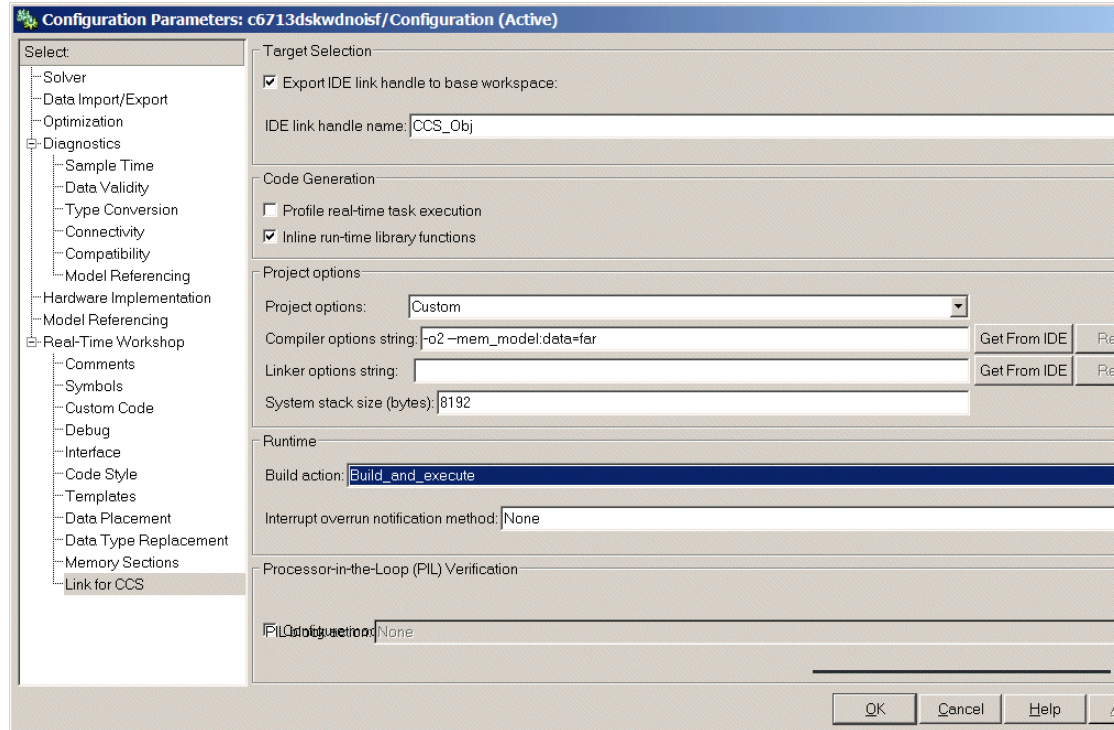 Configuration Parameters: c6713dskwdnoisf/Configuration (Active)
Select:
Solver
Data Import/Export
Optimization
Diagnostics
Sample Time
Data Validity
Type Conversion
Connectivity
Compatibility
Model Referencing
Hardware Implementation
Model Referencing
Real-Time Workshop
Comments
Symbols
Custom Code
Debug
Interface
Code Style
Templates
Data Placement
Data Type Replacement
Memory Sections
Link for CCS
Target Selection
Export IDE link handle to base workspace:
IDE link handle name: CCS_Obj
Code Generation
Profile real-time task execution
Inline run-time library functions
Project options
Project options: Custom
Compiler options string: -o2 –mem_model:data=far Get From IDE Re
Linker options string: Get From IDE Re
System stack size (bytes): 8192
Runtime
Build action: Build_and_execute
Interrupt overrun notification method: None
Processor-in-the-Loop (PIL) Verification
None
OK Cancel Help